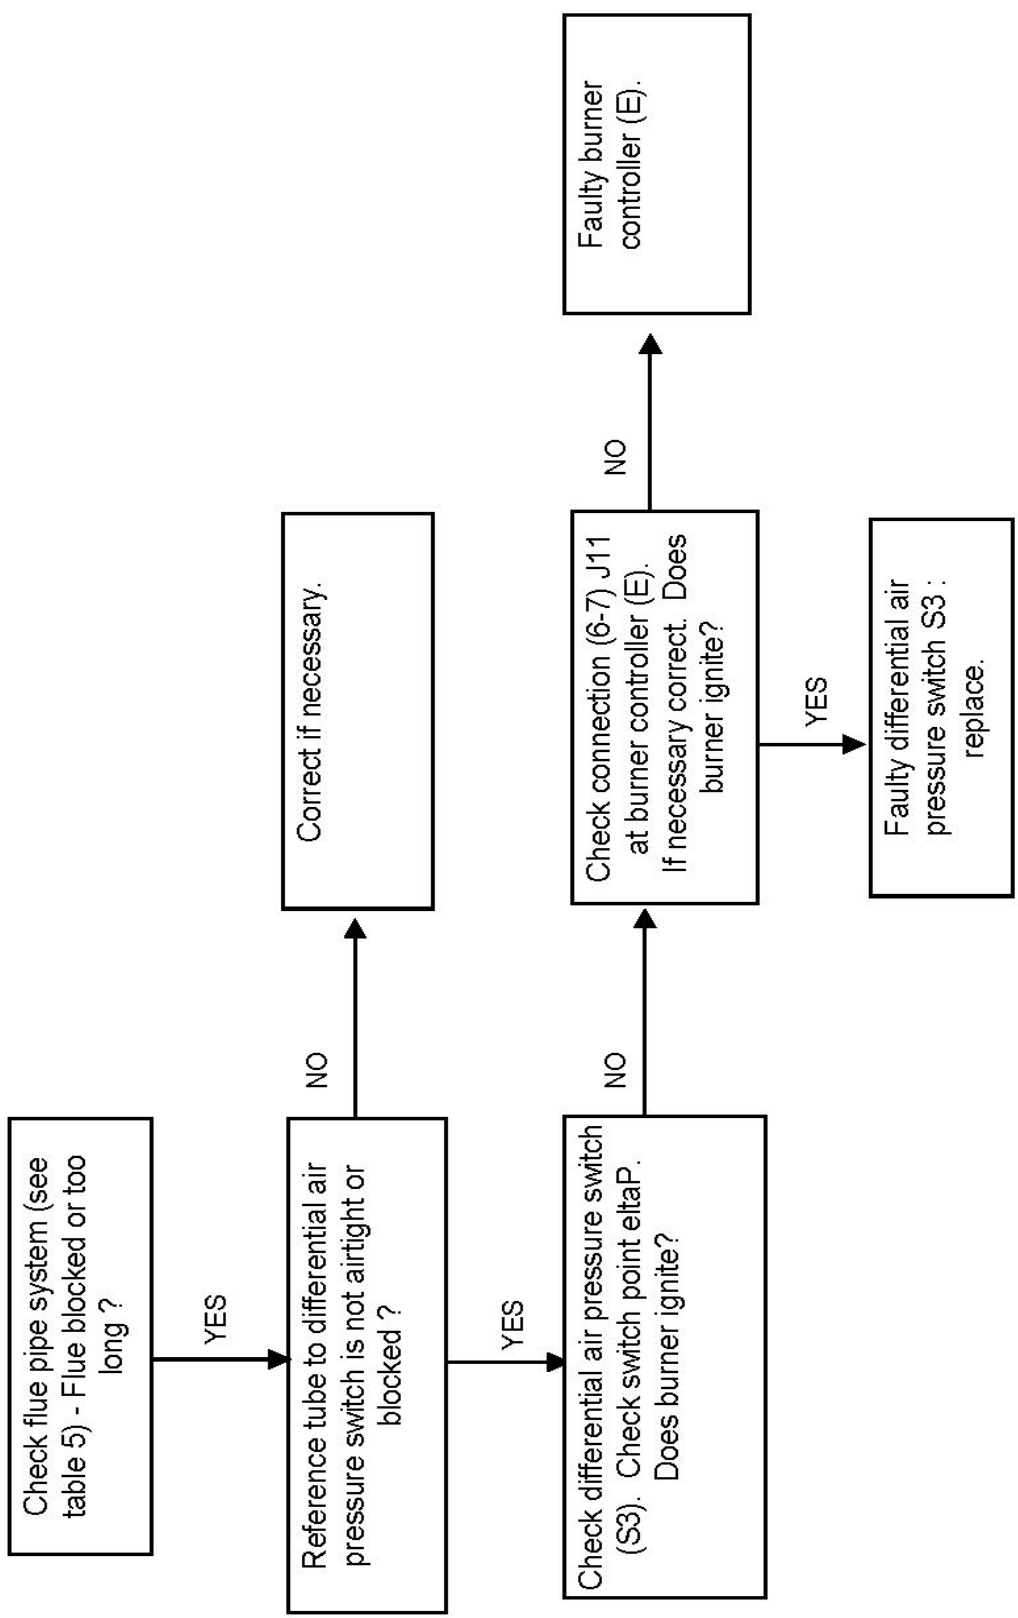 Check flue pipe system (see
table 5) - Flue blocked or too
long ?
YES
Reference tube to differential air
pressure switch is not airtight or
blocked ?
NO
Correct if necessary.
YES
Check differential air pressure switch
(S3). Check switch point eltaP.
Does burner ignite?
NO
Check connection (6-7) J11
at burner controller (E).
If necessary correct. Does
burner ignite?
NO
Faulty burner
controller (E).
YES
Faulty differential air
pressure switch S3 :
replace.